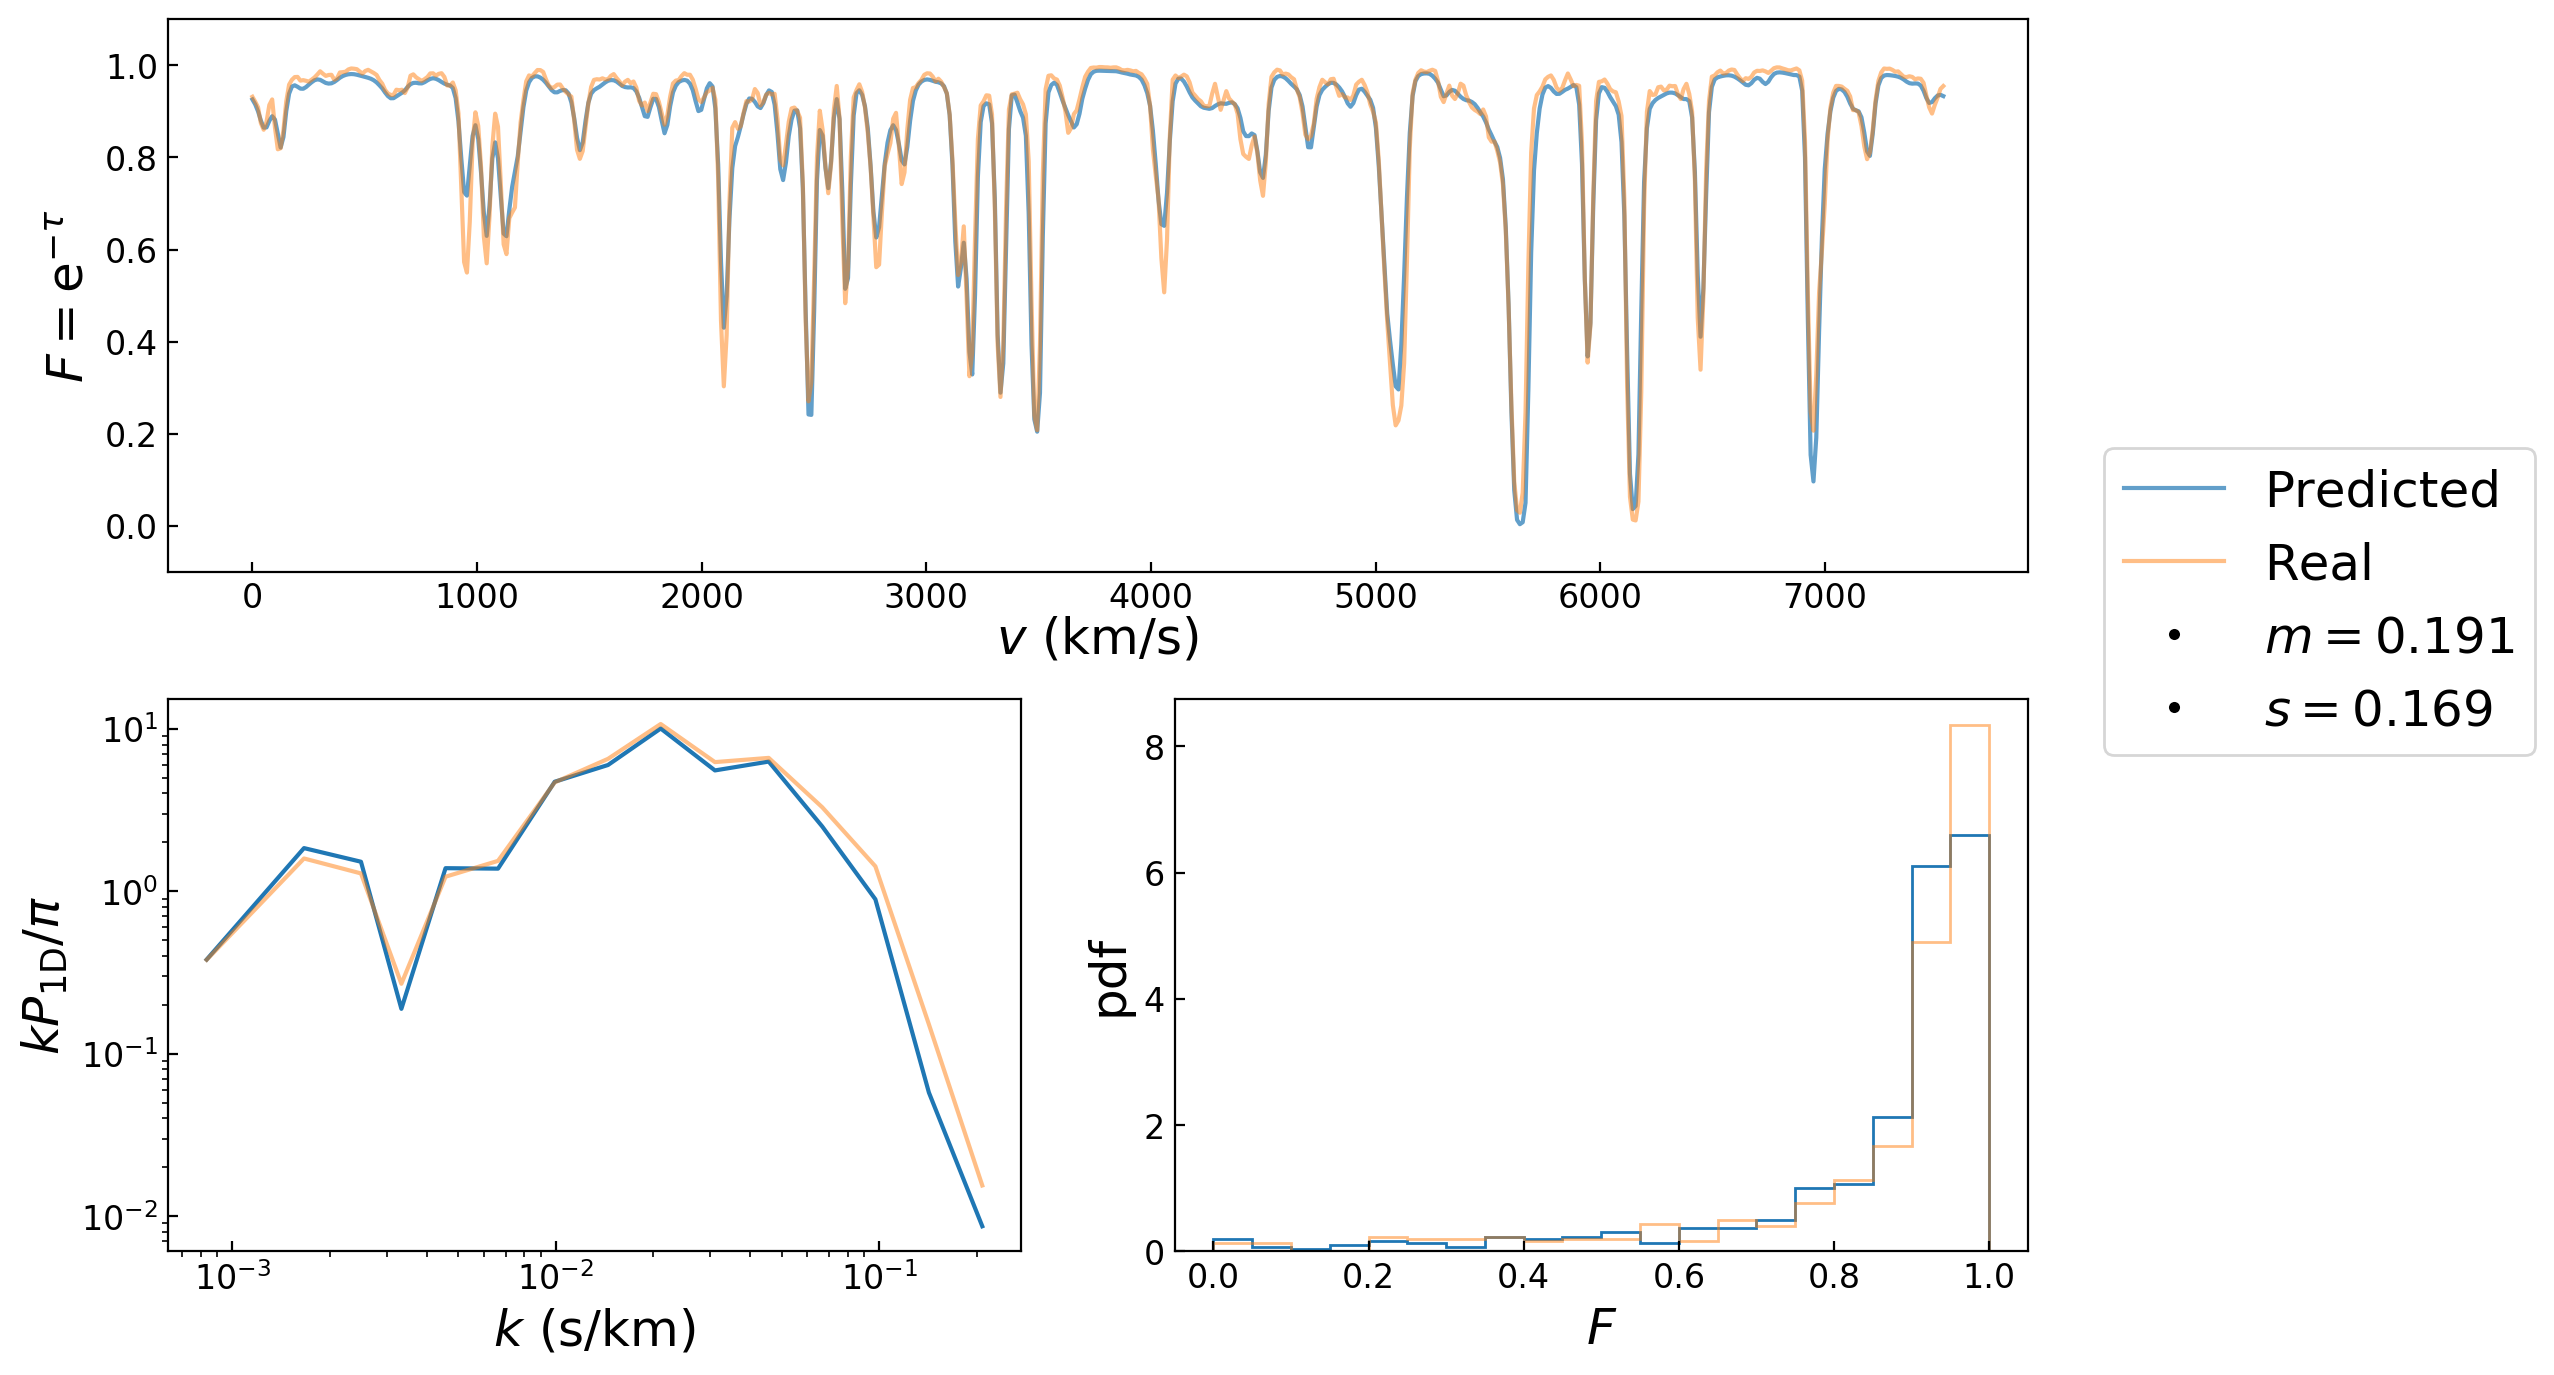 1.0
0.8
0.6
0.4
0.2
0.0
F = e^{−τ}
0 1000 2000 3000 4000 5000 6000 7000
v (km/s)
Predicted
Real
m = 0.191
s = 0.169
10^1
10^0
10^{−1}
10^{−2}
kP_{1D}/π
10^{−3} 10^{−2} 10^{−1}
k (s/km)
8
6
4
2
0
pdf
0.0 0.2 0.4 0.6 0.8 1.0
F